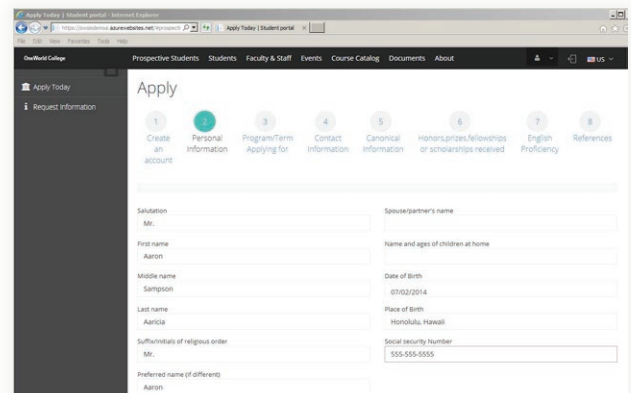 Apply Today | Student portal - Internet Explorer
Apply Today | Student portal
File Edit View Favorites Tools Help
OneWorld College
Prospective Students Students Faculty & Staff Events Course Catalog Documents About
US
Apply Today
Request Information
Apply
1 2 3 4 5 6 7 8
Create an account
Personal Information
Program/Term Applying for
Contact Information
Canonical Information
Honors,prizes,fellowships or scholarships received
English Proficiency
References
Salutation
Mr.
Spouse/partner's name
First name
Aaron
Name and ages of children at home
Middle name
Sampson
Date of Birth
07/02/2014
Last name
Aaricia
Place of Birth
Honolulu, Hawaii
Suffix/Initials of religious order
Mr.
Social security Number
555-555-5555
Preferred name (if different)
Aaron